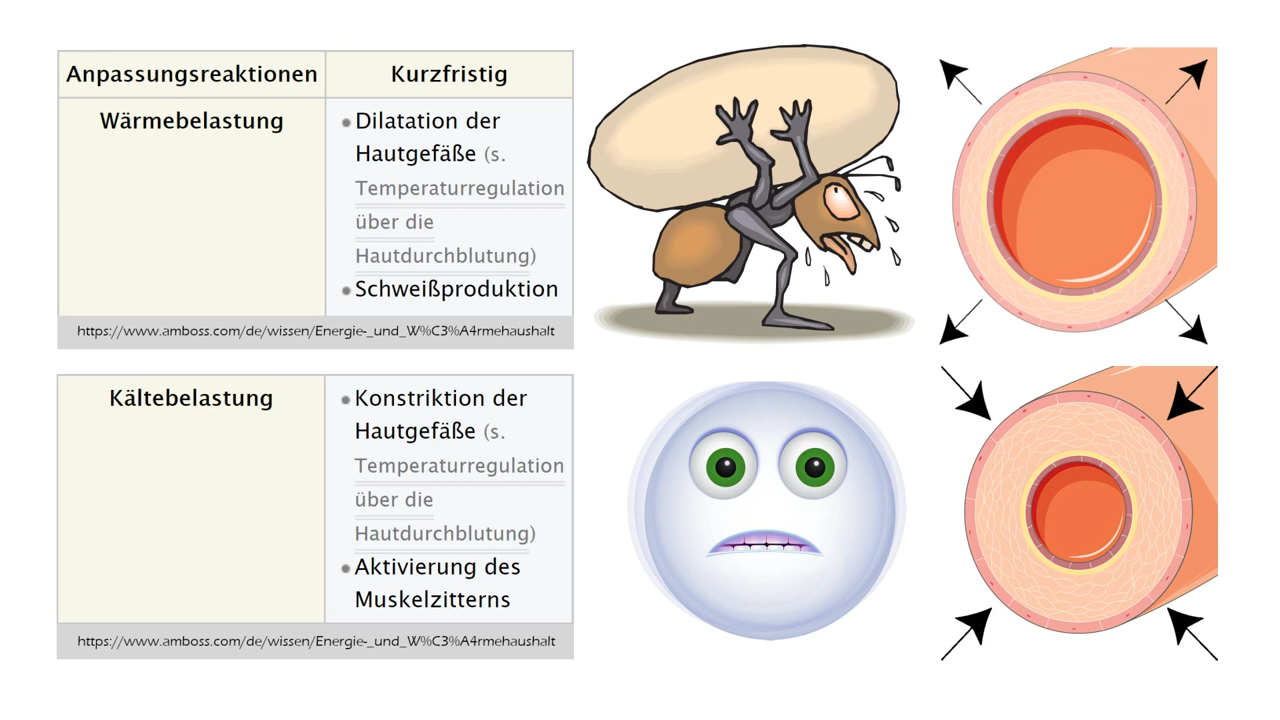 Anpassungsreaktionen
Kurzfristig
Wärmebelastung
Dilatation der
Hautgefäße (s.
Temperaturregulation
über die
Hautdurchblutung)
Schweißproduktion
https://www.amboss.com/de/wissen/Energie-_und_W%C3%A4rmehaushalt
Kältebelastung
Konstriktion der
Hautgefäße (s.
Temperaturregulation
über die
Hautdurchblutung)
Aktivierung des
Muskelzitterns
https://www.amboss.com/de/wissen/Energie-_und_W%C3%A4rmehaushalt